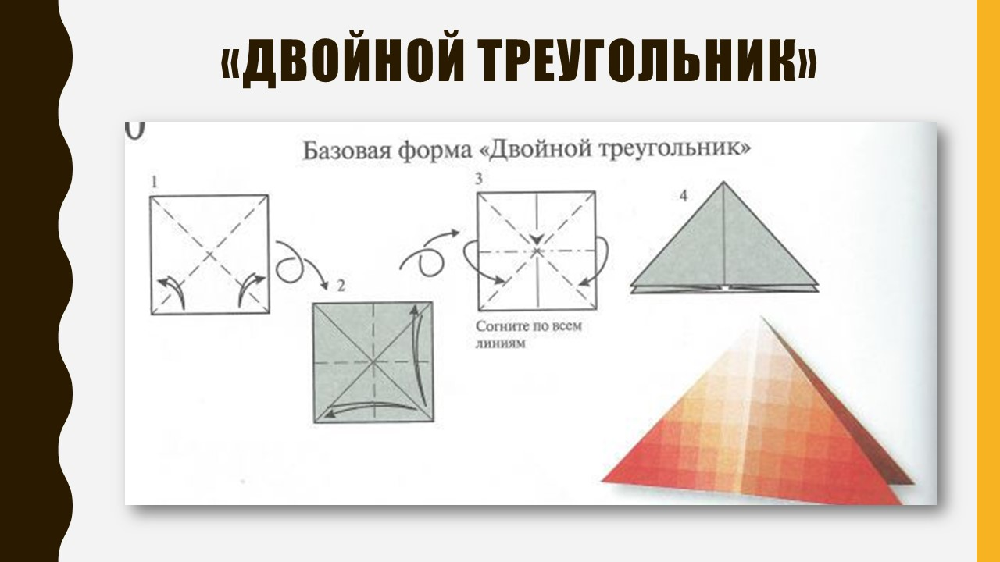 «ДВОЙНОЙ ТРЕУГОЛЬНИК»
Базовая форма «Двойной треугольник»
1
2
3
Согните по всем
линиям
4